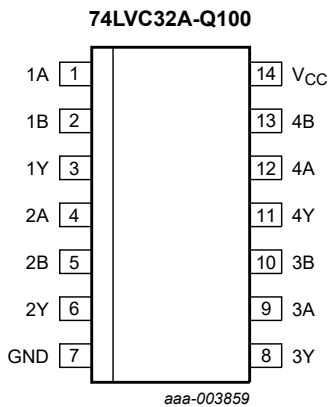 74LVC32A-Q100
1A 1 14 VCC
1B 2 13 4B
1Y 3 12 4A
2A 4 11 4Y
2B 5 10 3B
2Y 6 9 3A
GND 7 8 3Y
aaa-003859